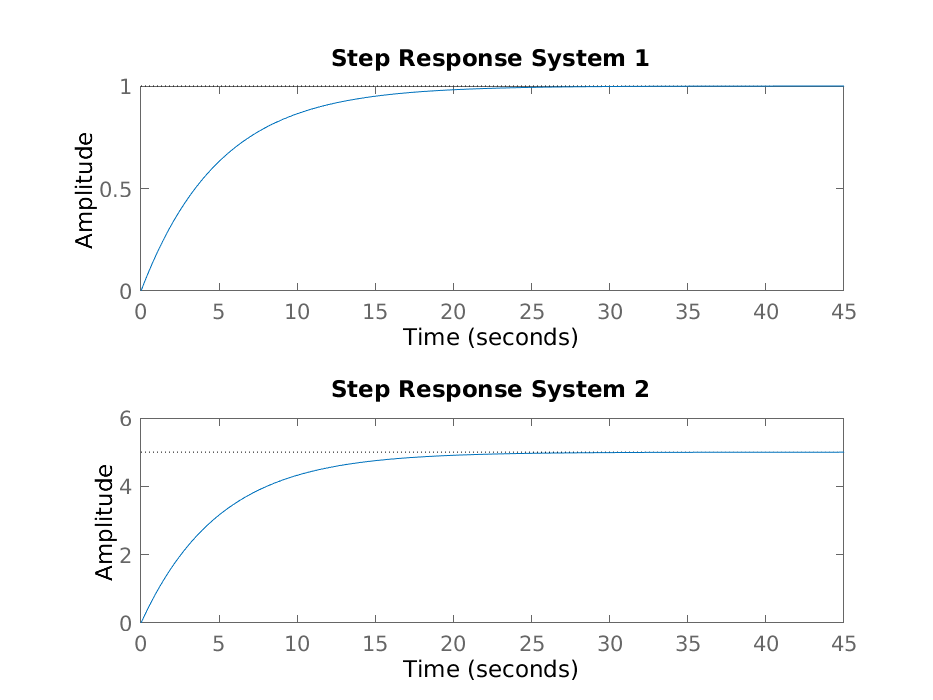 Step Response System 1
1
0.5
0
Amplitude
0 5 10 15 20 25 30 35 40 45
Time (seconds)
Step Response System 2
6
4
2
0
Amplitude
0 5 10 15 20 25 30 35 40 45
Time (seconds)